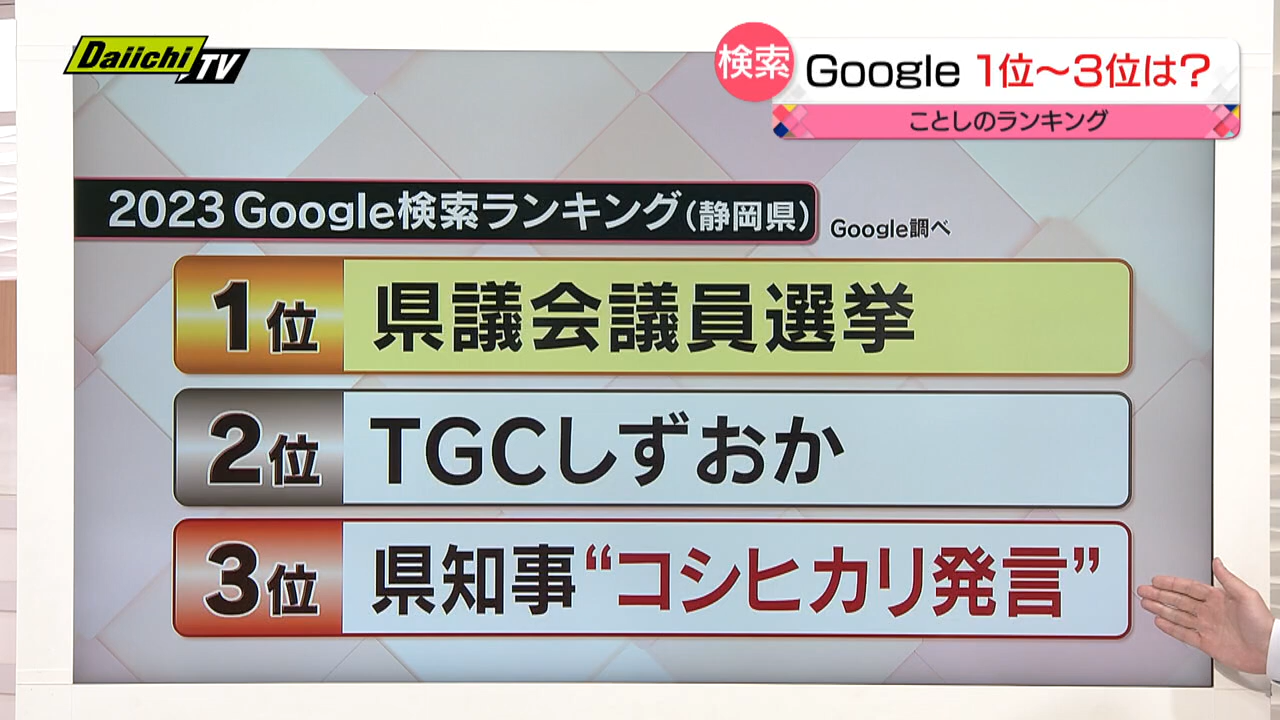 Daiichi-TV
検索
Google 1位〜3位は？
ことしのランキング
2023 Google検索ランキング(静岡県)
Google調べ
1位 県議会議員選挙
2位 TGCしずおか
3位 県知事“コシヒカリ発言”